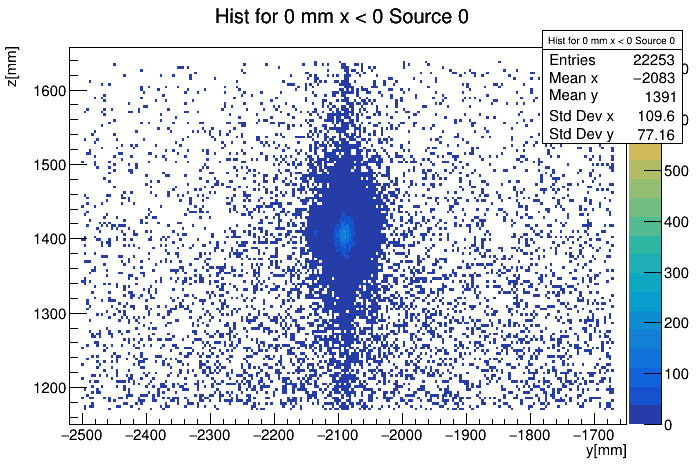 Hist for 0 mm x < 0 Source 0
z[mm]
Hist for 0 mm x < 0 Source 0
Entries 22253
Mean x −2083
Mean y 1391
Std Dev x 109.6
Std Dev y 77.16
1600
1500
1400
1300
1200
500
400
300
200
100
0
−2500 −2400 −2300 −2200 −2100 −2000 −1900 −1800 −1700
y[mm]